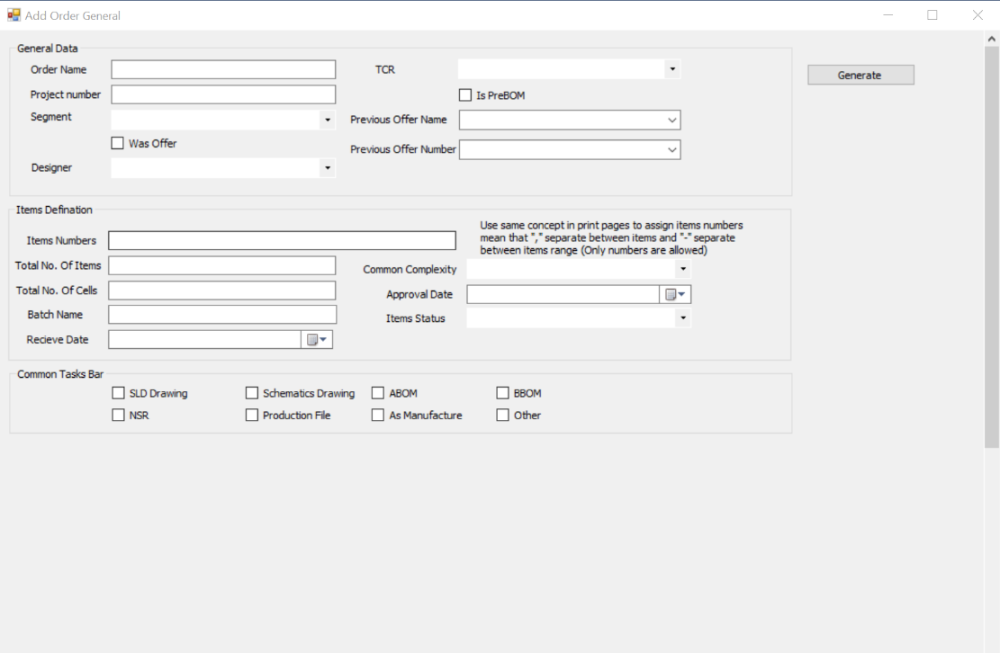 Add Order General
General Data
Order Name
TCR
Generate
Project number
Is PreBOM
Segment
Previous Offer Name
Was Offer
Previous Offer Number
Designer
Items Defination
Use same concept in print pages to assign items numbers
mean that "," separate between items and "-" separate
between items range (Only numbers are allowed)
Items Numbers
Total No. Of Items
Common Complexity
Total No. Of Cells
Approval Date
Batch Name
Items Status
Recieve Date
Common Tasks Bar
SLD Drawing
Schematics Drawing
ABOM
BBOM
NSR
Production File
As Manufacture
Other